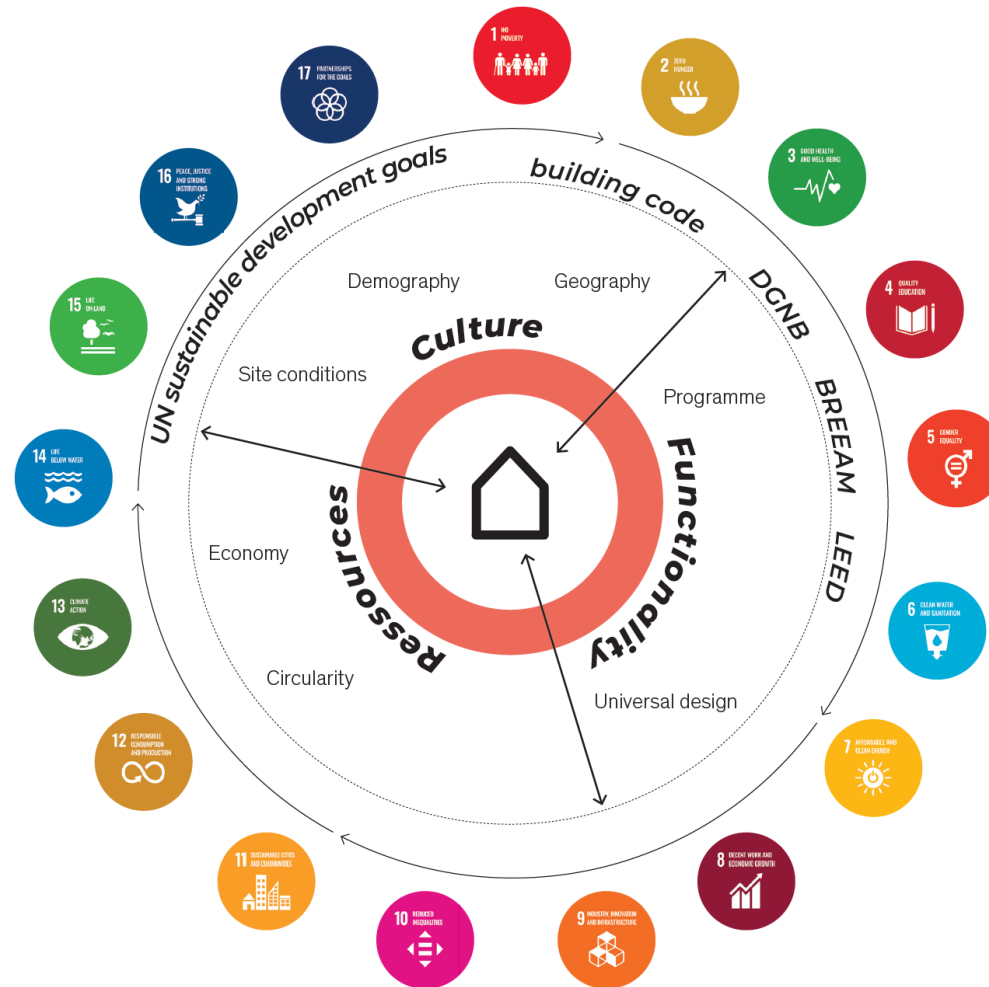 1 NO
POVERTY
2 ZERO
HUNGER
3 GOOD HEALTH
AND WELL-BEING
4 QUALITY
EDUCATION
5 GENDER
EQUALITY
6 CLEAN WATER
AND SANITATION
7 AFFORDABLE AND
CLEAN ENERGY
8 DECENT WORK AND
ECONOMIC GROWTH
9 INDUSTRY, INNOVATION
AND INFRASTRUCTURE
10 REDUCED
INEQUALITIES
11 SUSTAINABLE CITIES
AND COMMUNITIES
12 RESPONSIBLE
CONSUMPTION
AND PRODUCTION
13 CLIMATE
ACTION
14 LIFE
BELOW WATER
15 LIFE
ON LAND
16 PEACE, JUSTICE
AND STRONG
INSTITUTIONS
17 PARTNERSHIPS
FOR THE GOALS
UN sustainable development goals
building code
DGNB
BREEAM
LEED
Demography
Geography
Site conditions
Programme
Economy
Circularity
Universal design
Culture
Functionality
Ressources